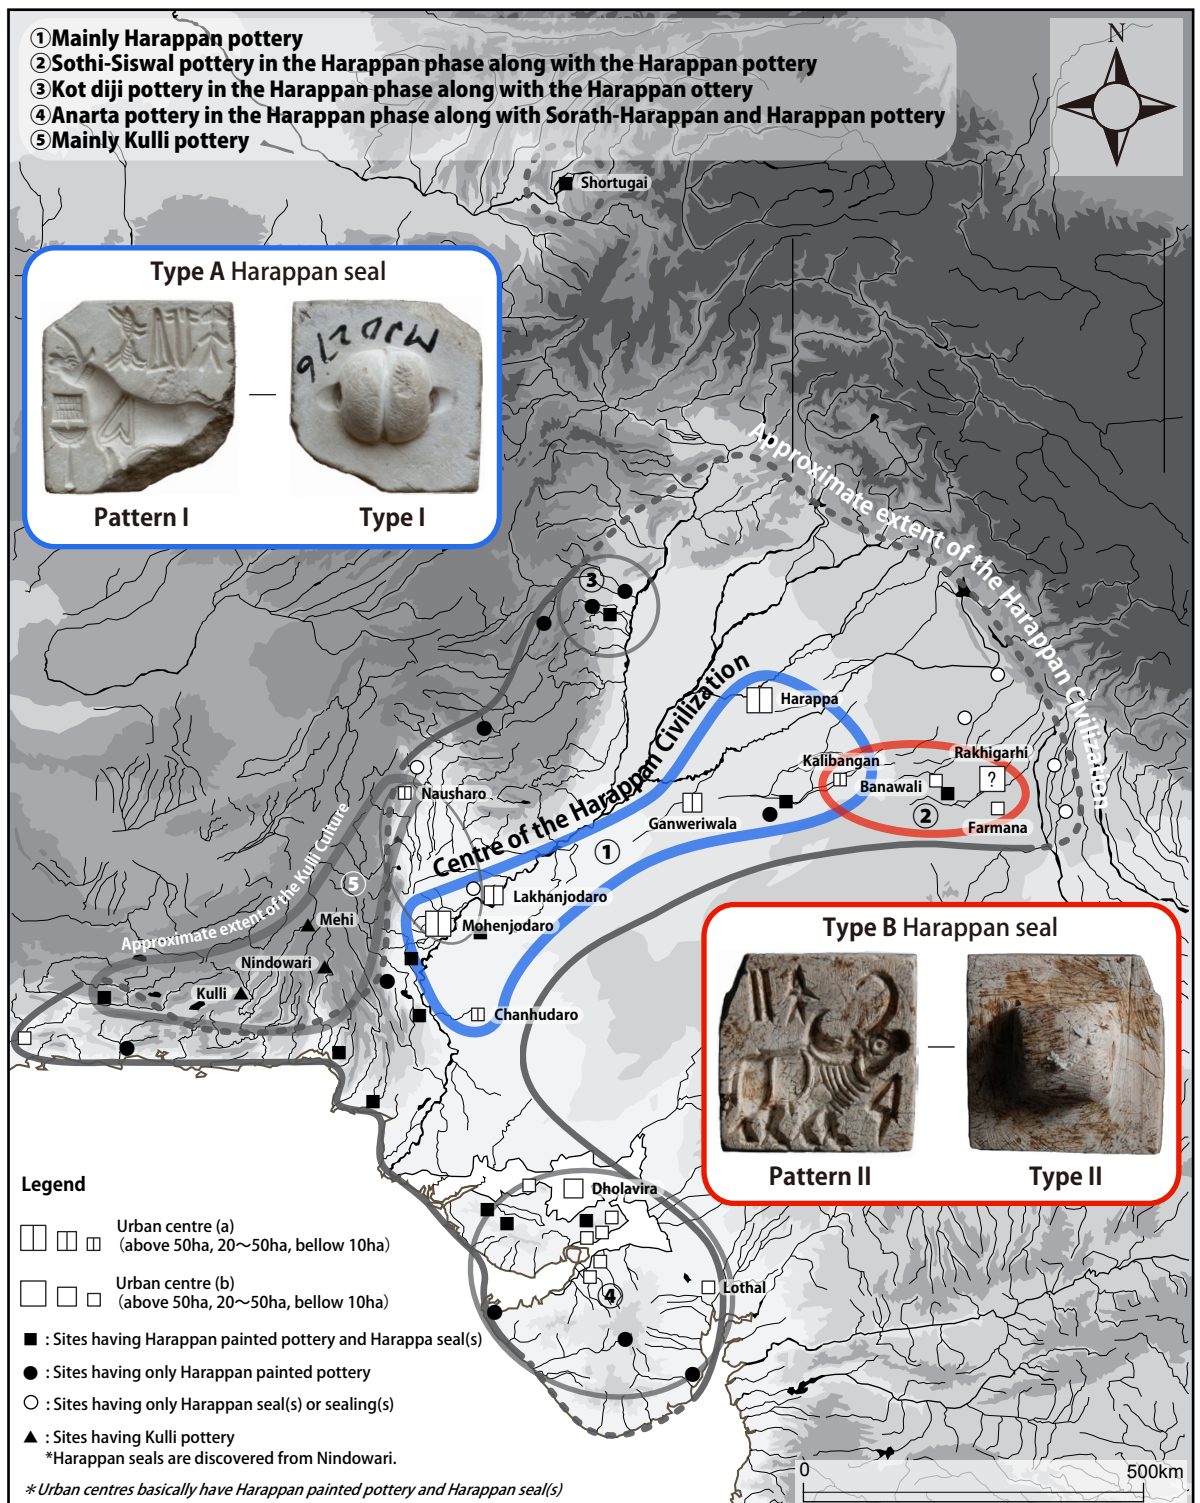 ①Mainly Harappan pottery
②Sothi-Siswal pottery in the Harappan phase along with the Harappan pottery
③Kot diji pottery in the Harappan phase along with the Harappan ottery
④Anarta pottery in the Harappan phase along with Sorath-Harappan and Harappan pottery
⑤Mainly Kulli pottery
N
Shortugai
Type A Harappan seal
MJD 216
Pattern I
Type I
Approximate extent of the Harappan Civilization
③
Centre of the Harappan Civilization
Harappa
Kalibangan
Rakhigarhi
?
Banawali
②
Farmana
Nausharo
Ganweriwala
①
Approximate extent of the Kulli Culture
⑤
Lakhanjodaro
Mohenjodaro
Mehi
Nindowari
Kulli
Chanhudaro
Type B Harappan seal
Pattern II
Type II
Dholavira
Lothal
④
Legend
Urban centre (a)
(above 50ha, 20〜50ha, bellow 10ha)
Urban centre (b)
(above 50ha, 20〜50ha, bellow 10ha)
■ : Sites having Harappan painted pottery and Harappa seal(s)
● : Sites having only Harappan painted pottery
○ : Sites having only Harappan seal(s) or sealing(s)
▲ : Sites having Kulli pottery
*Harappan seals are discovered from Nindowari.
＊Urban centres basically have Harappan painted pottery and Harappan seal(s)
0 500km